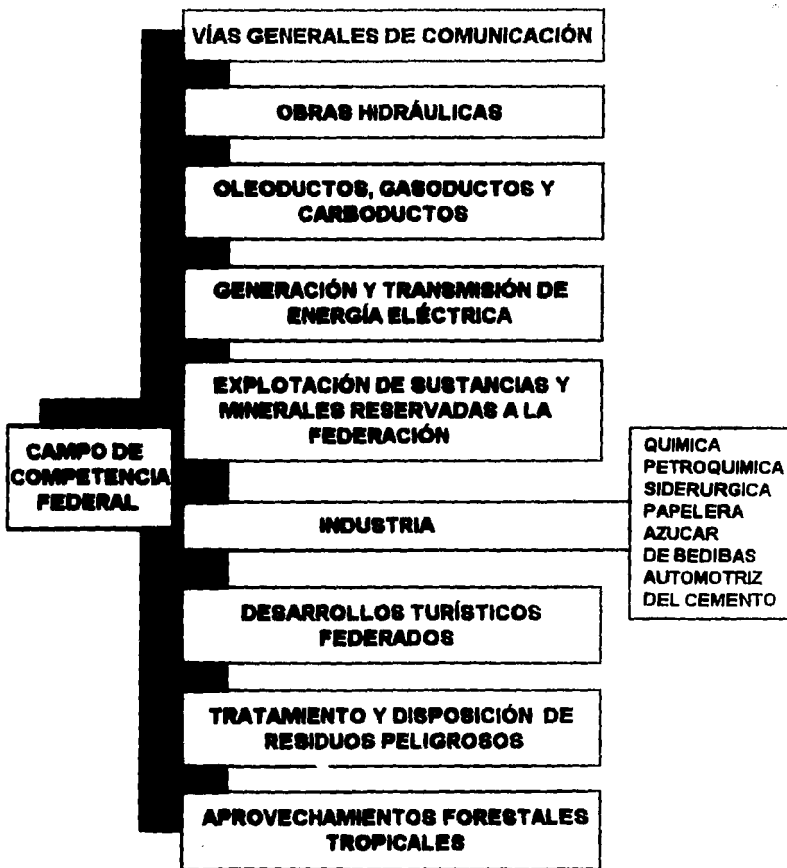 VÍAS GENERALES DE COMUNICACIÓN
OBRAS HIDRÁULICAS
OLEODUCTOS, GASODUCTOS Y
CARBODUCTOS
GENERACIÓN Y TRANSMISIÓN DE
ENERGÍA ELÉCTRICA
EXPLOTACIÓN DE SUSTANCIAS Y
MINERALES RESERVADAS A LA
FEDERACIÓN
CAMPO DE
COMPETENCIA
FEDERAL
INDUSTRIA
QUIMICA
PETROQUIMICA
SIDERURGICA
PAPELERA
AZUCAR
DE BEDIBAS
AUTOMOTRIZ
DEL CEMENTO
DESARROLLOS TURÍSTICOS
FEDERADOS
TRATAMIENTO Y DISPOSICIÓN DE
RESIDUOS PELIGROSOS
APROVECHAMIENTOS FORESTALES
TROPICALES